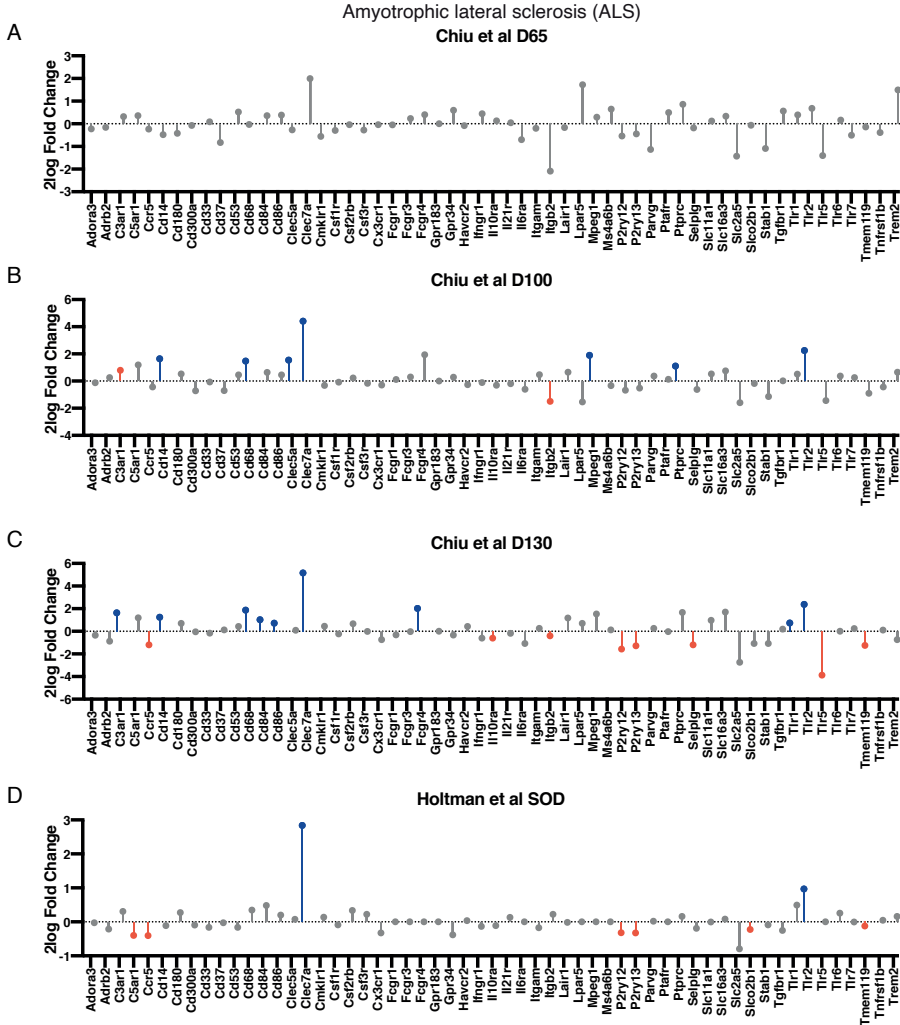 Amyotrophic lateral sclerosis (ALS)
A
Chiu et al D65
2log Fold Change
3
2
1
0
-1
-2
-3
Adora3 Adrb2 C3ar1 C5ar1 Ccr5 Cd14 Cd180 Cd300a Cd33 Cd37 Cd53 Cd68 Cd84 Cd86 Clec5a Clec7a Cmklr1 Csf1r Csf2rb Csf3r Cx3cr1 Fcgr1 Fcgr3 Fcgr4 Gpr183 Gpr34 Havcr2 Ifngr1 Il10ra Il21r Il6ra Itgam Itgb2 Lair1 Lpar5 Mpeg1 Ms4a6b P2ry12 P2ry13 Parvg Ptafr Ptprc Selplg Slc11a1 Slc16a3 Slc2a5 Slco2b1 Stab1 Tgfbr1 Tlr1 Tlr2 Tlr5 Tlr6 Tlr7 Tmem119 Tnfrsf1b Trem2
B
Chiu et al D100
2log Fold Change
6
4
2
0
-2
-4
Adora3 Adrb2 C3ar1 C5ar1 Ccr5 Cd14 Cd180 Cd300a Cd33 Cd37 Cd53 Cd68 Cd84 Cd86 Clec5a Clec7a Cmklr1 Csf1r Csf2rb Csf3r Cx3cr1 Fcgr1 Fcgr3 Fcgr4 Gpr183 Gpr34 Havcr2 Ifngr1 Il10ra Il21r Il6ra Itgam Itgb2 Lair1 Lpar5 Mpeg1 Ms4a6b P2ry12 P2ry13 Parvg Ptafr Ptprc Selplg Slc11a1 Slc16a3 Slc2a5 Slco2b1 Stab1 Tgfbr1 Tlr1 Tlr2 Tlr5 Tlr6 Tlr7 Tmem119 Tnfrsf1b Trem2
C
Chiu et al D130
2log Fold Change
6
4
2
0
-2
-4
-6
Adora3 Adrb2 C3ar1 C5ar1 Ccr5 Cd14 Cd180 Cd300a Cd33 Cd37 Cd53 Cd68 Cd84 Cd86 Clec5a Clec7a Cmklr1 Csf1r Csf2rb Csf3r Cx3cr1 Fcgr1 Fcgr3 Fcgr4 Gpr183 Gpr34 Havcr2 Ifngr1 Il10ra Il21r Il6ra Itgam Itgb2 Lair1 Lpar5 Mpeg1 Ms4a6b P2ry12 P2ry13 Parvg Ptafr Ptprc Selplg Slc11a1 Slc16a3 Slc2a5 Slco2b1 Stab1 Tgfbr1 Tlr1 Tlr2 Tlr5 Tlr6 Tlr7 Tmem119 Tnfrsf1b Trem2
D
Holtman et al SOD
2log Fold Change
3
2
1
0
-1
Adora3 Adrb2 C3ar1 C5ar1 Ccr5 Cd14 Cd180 Cd300a Cd33 Cd37 Cd53 Cd68 Cd84 Cd86 Clec5a Clec7a Cmklr1 Csf1r Csf2rb Csf3r Cx3cr1 Fcgr1 Fcgr3 Fcgr4 Gpr183 Gpr34 Havcr2 Ifngr1 Il10ra Il21r Il6ra Itgam Itgb2 Lair1 Lpar5 Mpeg1 Ms4a6b P2ry12 P2ry13 Parvg Ptafr Ptprc Selplg Slc11a1 Slc16a3 Slc2a5 Slco2b1 Stab1 Tgfbr1 Tlr1 Tlr2 Tlr5 Tlr6 Tlr7 Tmem119 Tnfrsf1b Trem2